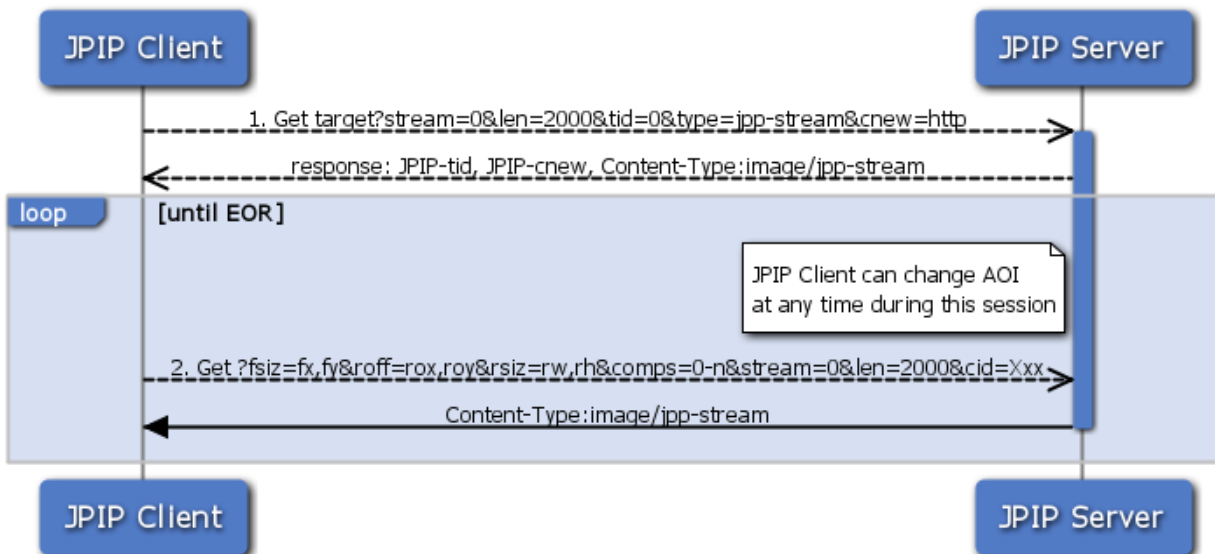 JPIP Client
JPIP Server
1. Get target?stream=0&len=2000&tid=0&type=jpp-stream&cnew=http
response: JPIP-tid, JPIP-cnew, Content-Type:image/jpp-stream
loop
[until EOR]
JPIP Client can change AOI
at any time during this session
2. Get ?fsiz=fx,fy&roff=rox,roy&rsiz=rw,rh&comps=0-n&stream=0&len=2000&cid=Xxx
Content-Type:image/jpp-stream
JPIP Client
JPIP Server